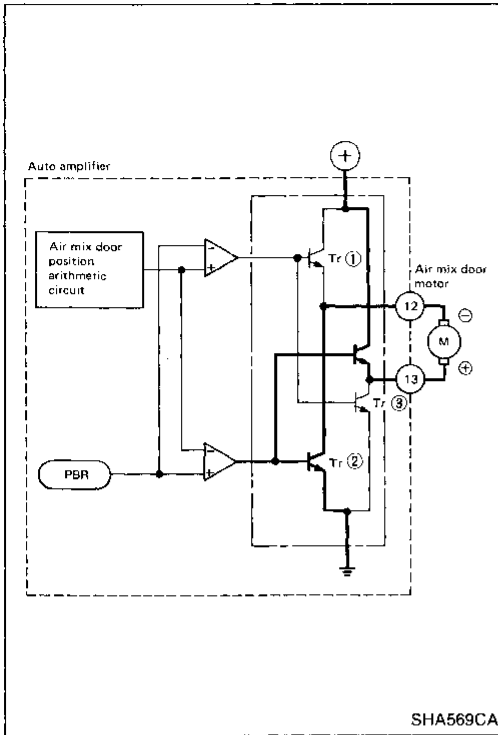 Auto amplifier
+
Air mix door
position
arithmetic
circuit
-
+
Tr ①
Air mix door
motor
12
⊖
M
13
⊕
Tr ③
-
+
PBR
Tr ②
SHA569CA